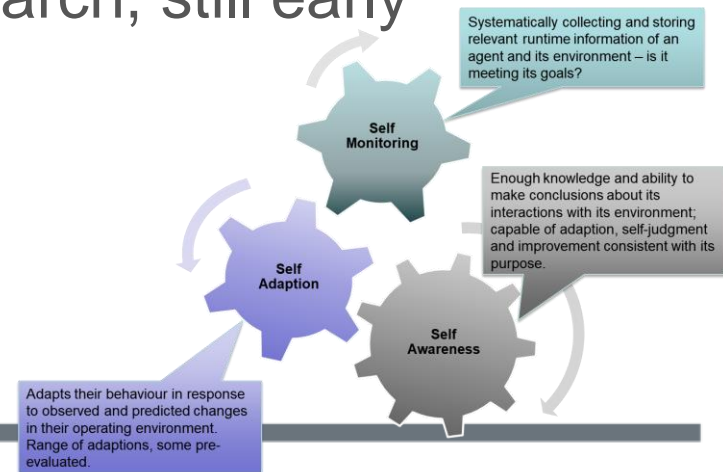 arch, still early
Systematically collecting and storing
relevant runtime information of an
agent and its environment – is it
meeting its goals?
Self
Monitoring
Enough knowledge and ability to
make conclusions about its
interactions with its environment;
capable of adaption, self-judgment
and improvement consistent with its
purpose.
Self
Adaption
Self
Awareness
Adapts their behaviour in response
to observed and predicted changes
in their operating environment.
Range of adaptions, some pre-
evaluated.